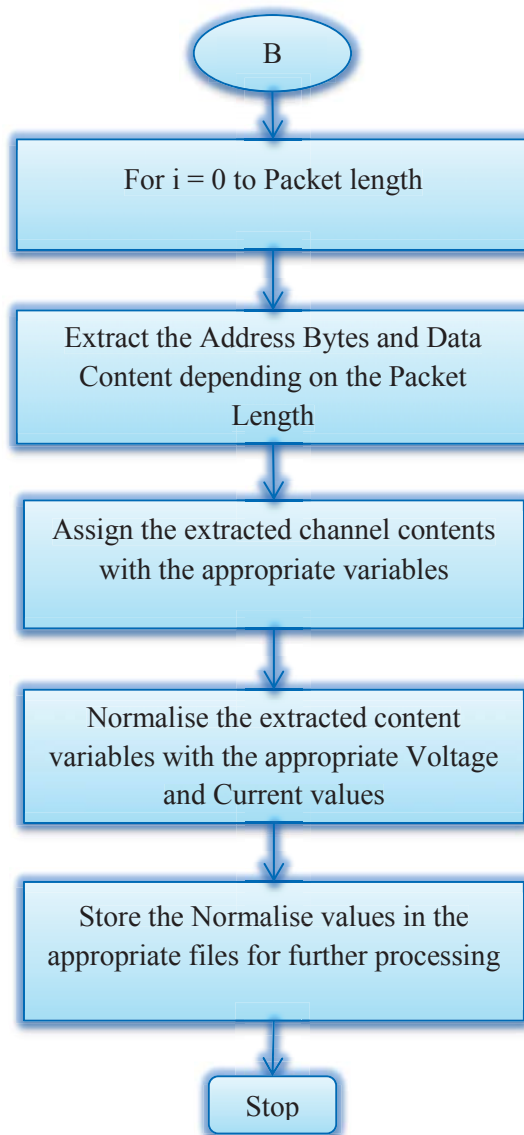 B
For i = 0 to Packet length
Extract the Address Bytes and Data
Content depending on the Packet
Length
Assign the extracted channel contents
with the appropriate variables
Normalise the extracted content
variables with the appropriate Voltage
and Current values
Store the Normalise values in the
appropriate files for further processing
Stop